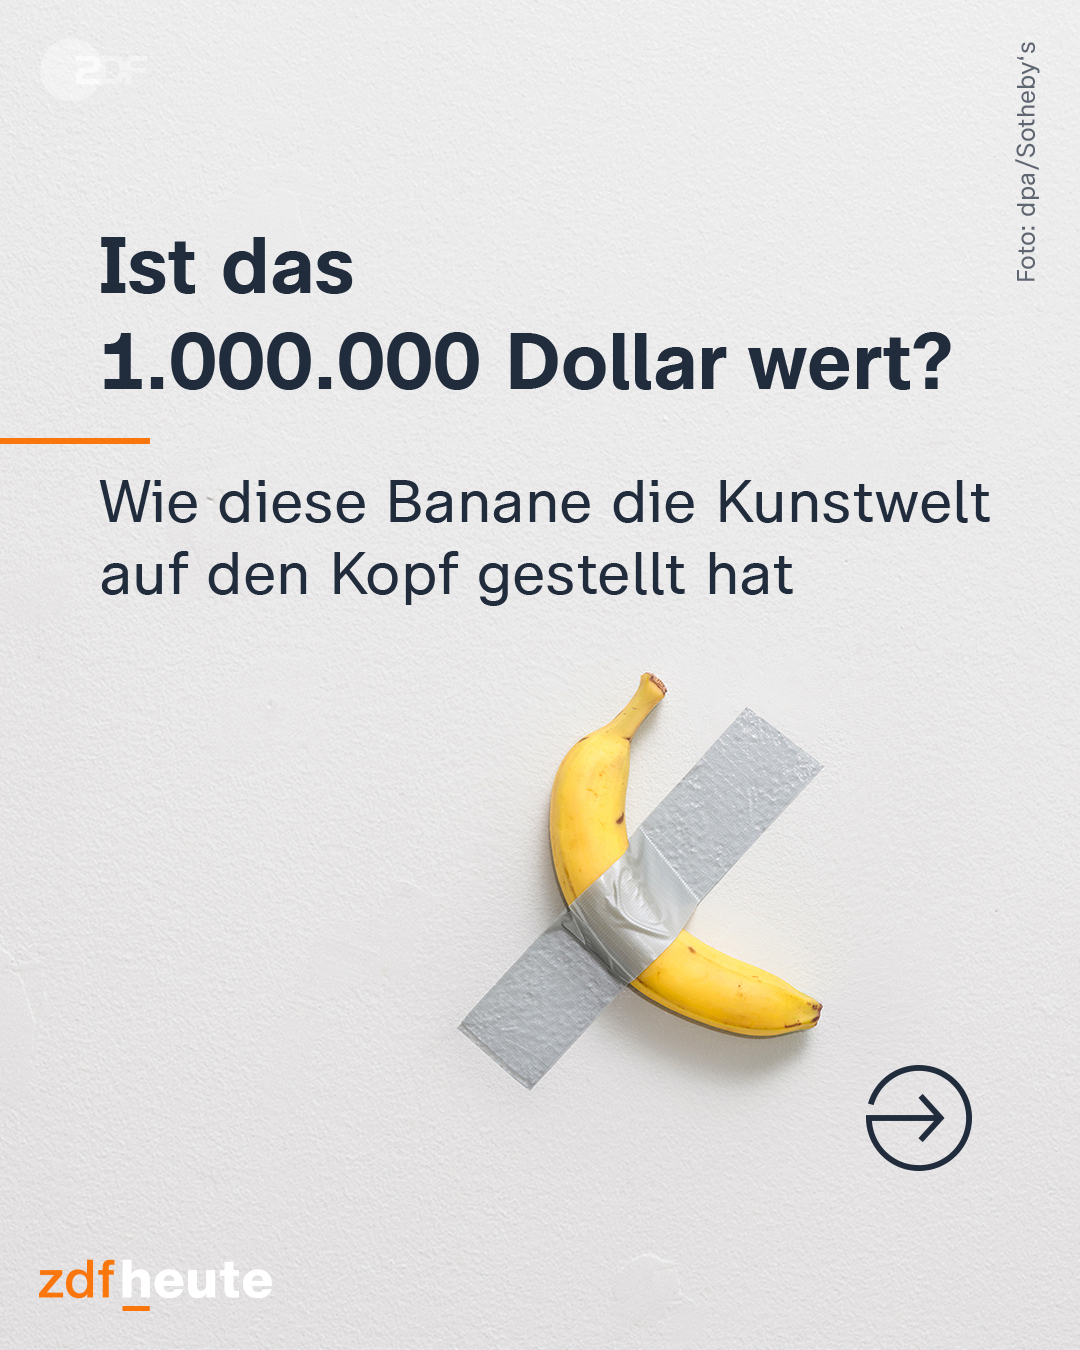 ZDF
Foto: dpa/Sotheby's
Ist das
1.000.000 Dollar wert?
Wie diese Banane die Kunstwelt
auf den Kopf gestellt hat
zdfheute